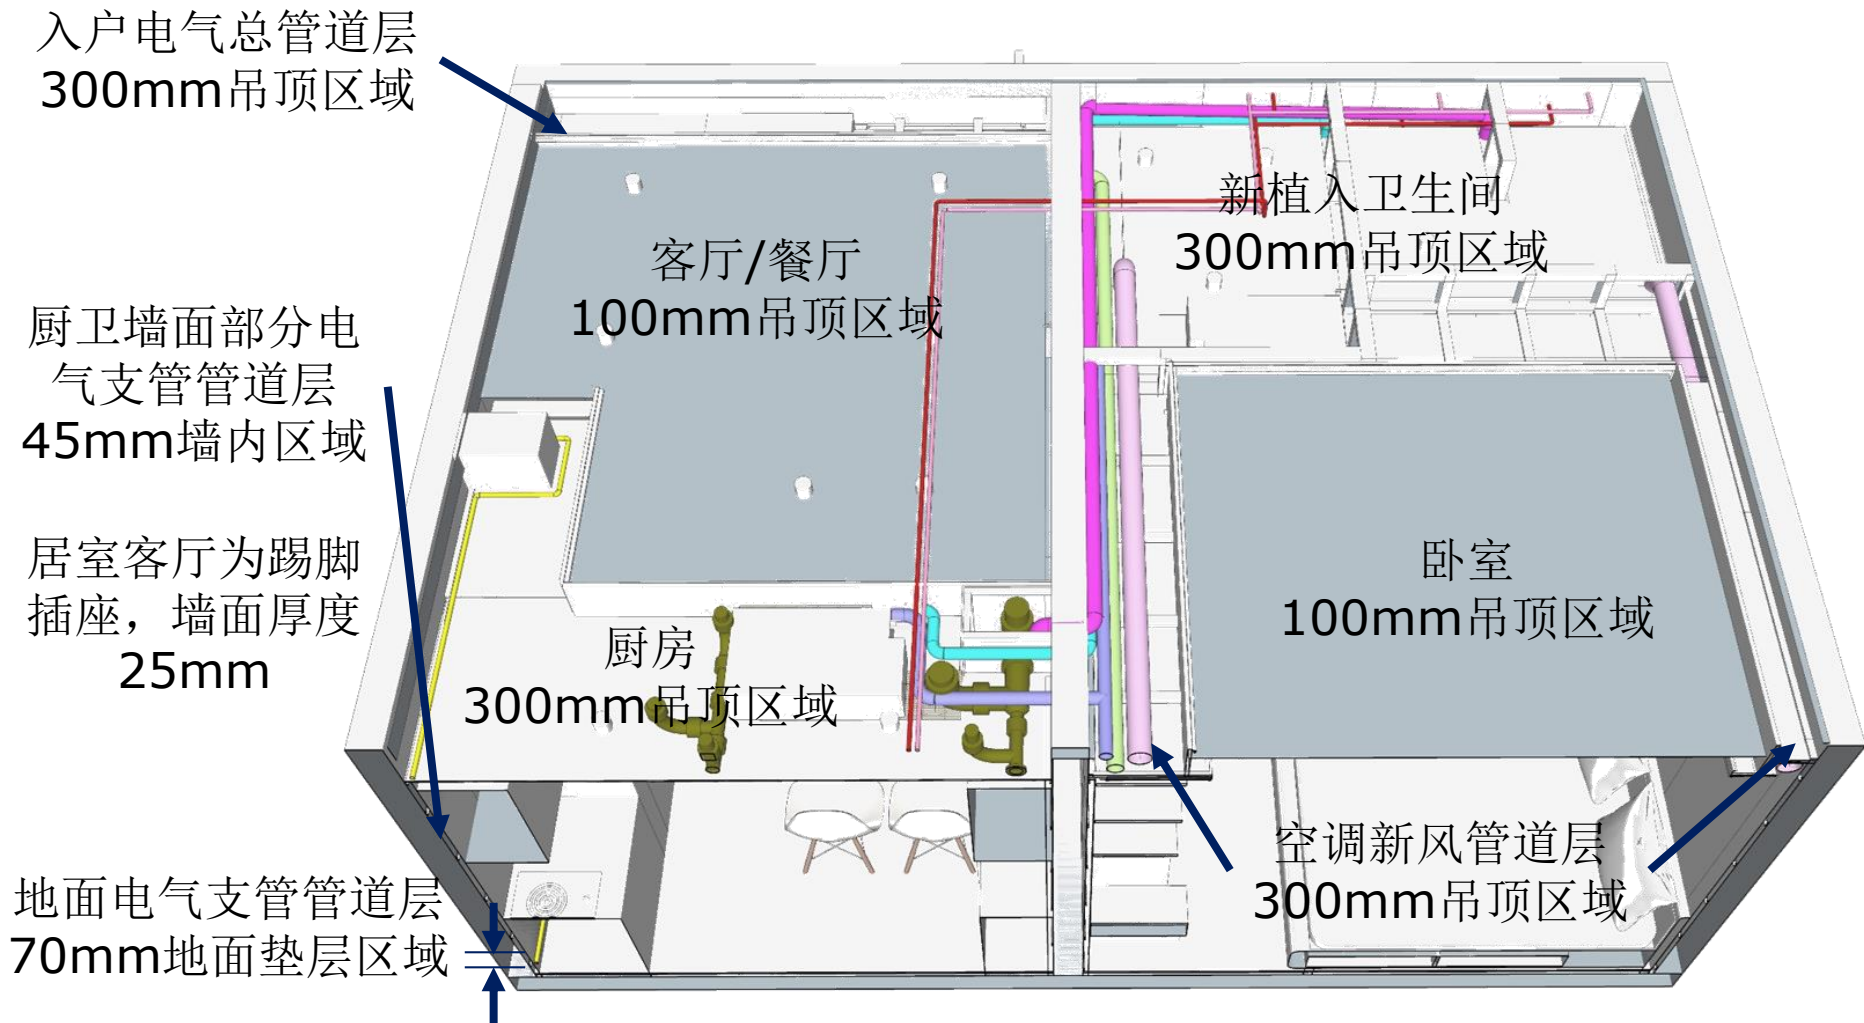 入户电气总管道层
300mm吊顶区域
新植入卫生间
300mm吊顶区域
客厅/餐厅
100mm吊顶区域
厨卫墙面部分电
气支管管道层
45mm墙内区域
居室客厅为踢脚
插座，墙面厚度
25mm
卧室
100mm吊顶区域
厨房
300mm吊顶区域
空调新风管道层
300mm吊顶区域
地面电气支管管道层
70mm地面垫层区域